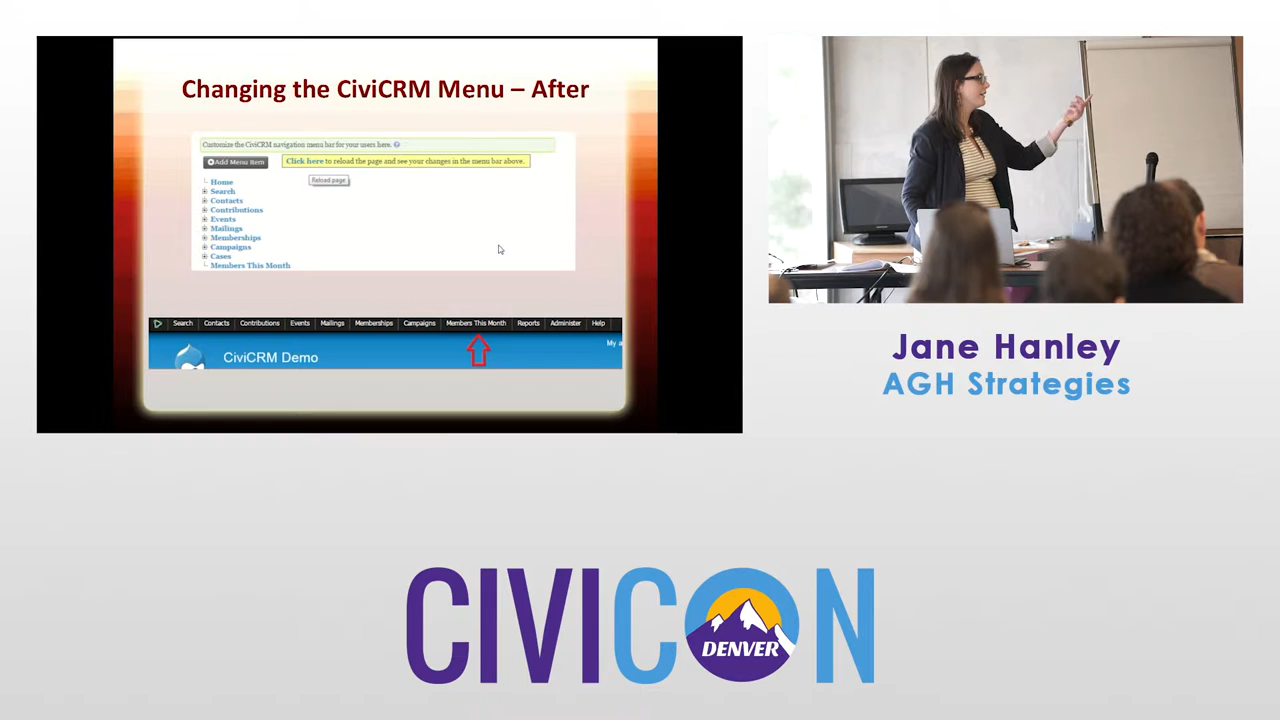 Changing the CiviCRM Menu – After
Customize the CiviCRM navigation menu bar for your users here.
Add Menu Item
Click here to reload the page and see your changes in the menu bar above.
Reload page
Home
Search
Contacts
Contributions
Events
Mailings
Memberships
Campaigns
Cases
Members This Month
Search Contacts Contributions Events Mailings Memberships Campaigns Members This Month Reports Administer Help
CiviCRM Demo
My a
Jane Hanley
AGH Strategies
CIVICON
DENVER